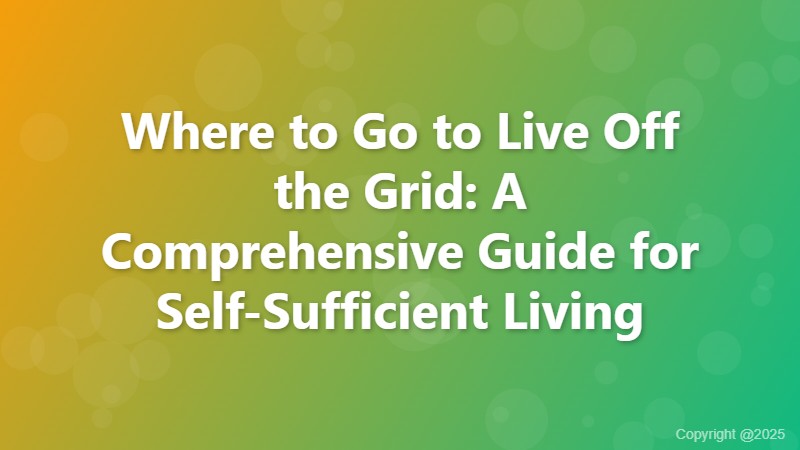 Where to Go to Live Off
the Grid: A
Comprehensive Guide for
Self-Sufficient Living
Copyright @2025